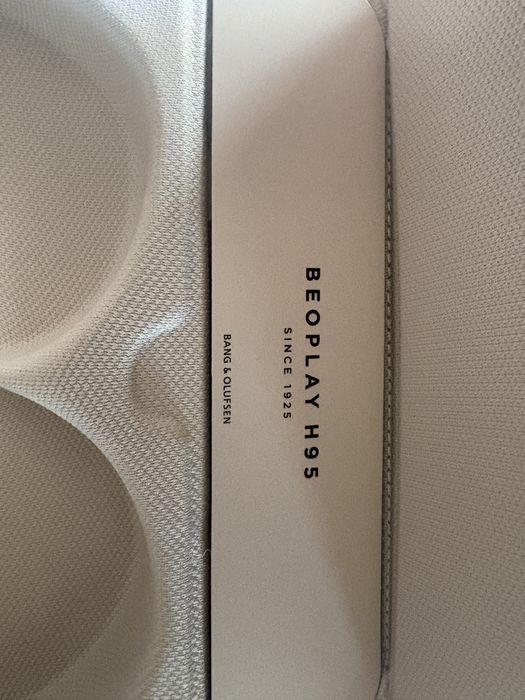 BEOPLAY H95
SINCE 1925
BANG & OLUFSEN